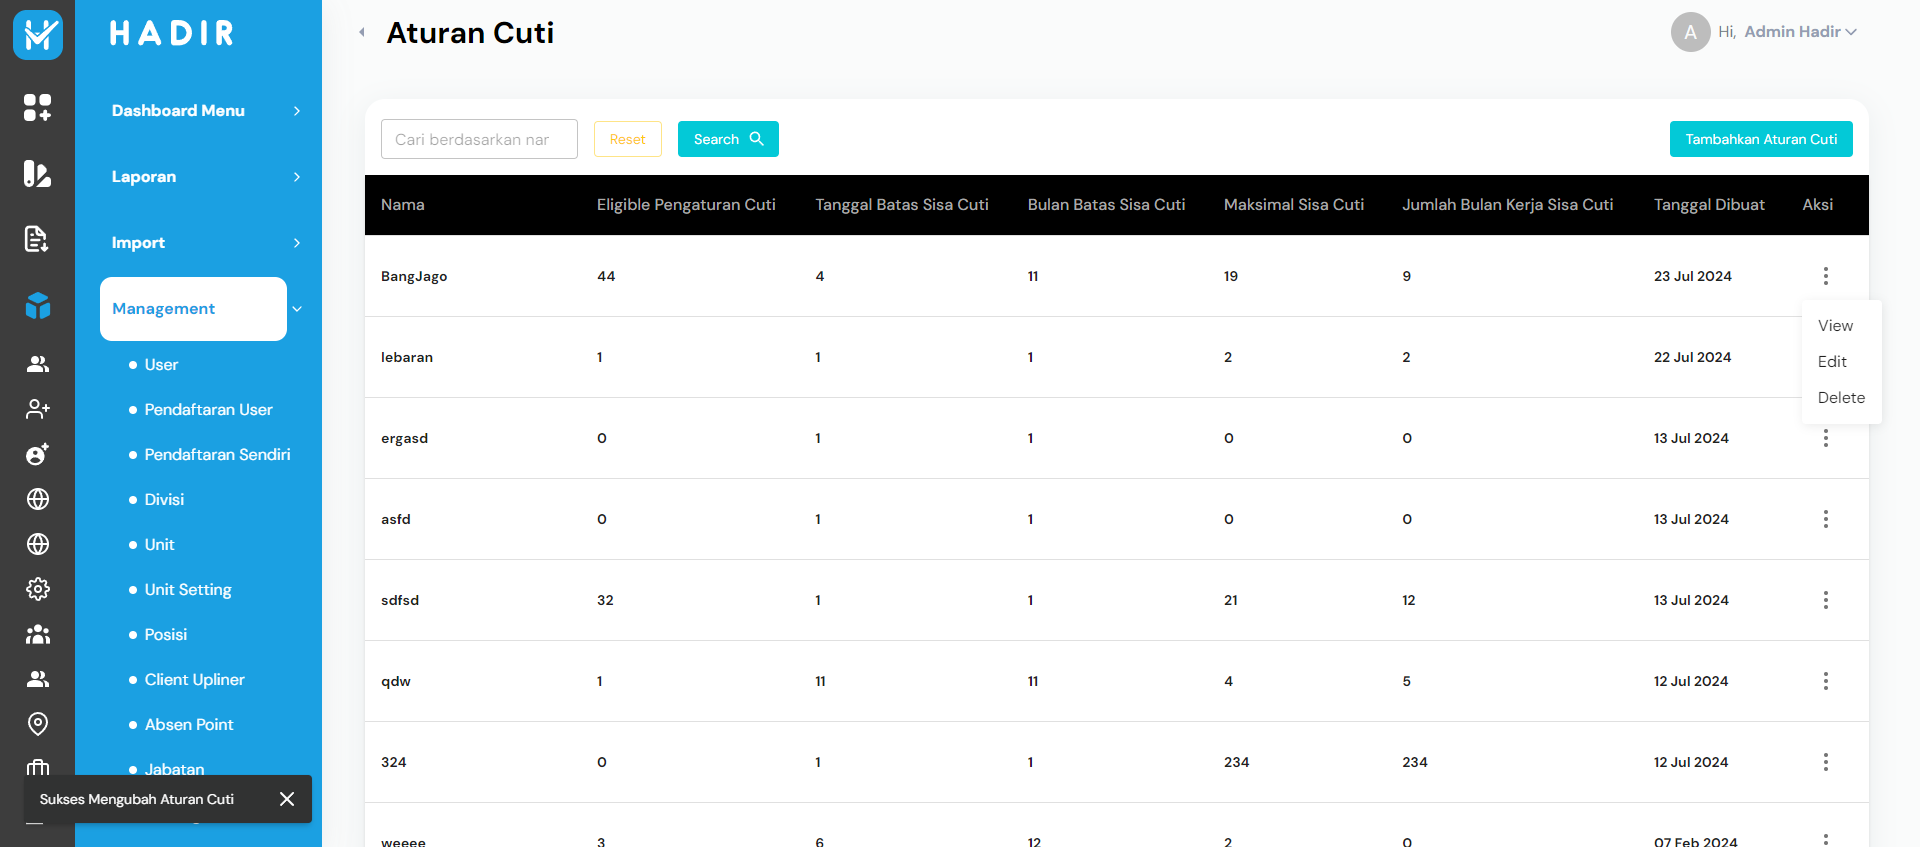 HADIR
Aturan Cuti
A Hi, Admin Hadir
Dashboard Menu
Laporan
Import
Management
User
Pendaftaran User
Pendaftaran Sendiri
Divisi
Unit
Unit Setting
Posisi
Client Upliner
Absen Point
Jabatan
Sukses Mengubah Aturan Cuti
Cari berdasarkan nar Reset Search Tambahkan Aturan Cuti
Nama Eligible Pengaturan Cuti Tanggal Batas Sisa Cuti Bulan Batas Sisa Cuti Maksimal Sisa Cuti Jumlah Bulan Kerja Sisa Cuti Tanggal Dibuat Aksi
BangJago 44 4 11 19 9 23 Jul 2024
lebaran 1 1 1 2 2 22 Jul 2024
ergasd 0 1 1 0 0 13 Jul 2024
asfd 0 1 1 0 0 13 Jul 2024
sdfsd 32 1 1 21 12 13 Jul 2024
qdw 1 11 11 4 5 12 Jul 2024
324 0 1 1 234 234 12 Jul 2024
weeee 3 6 12 2 0 07 Feb 2024
View
Edit
Delete